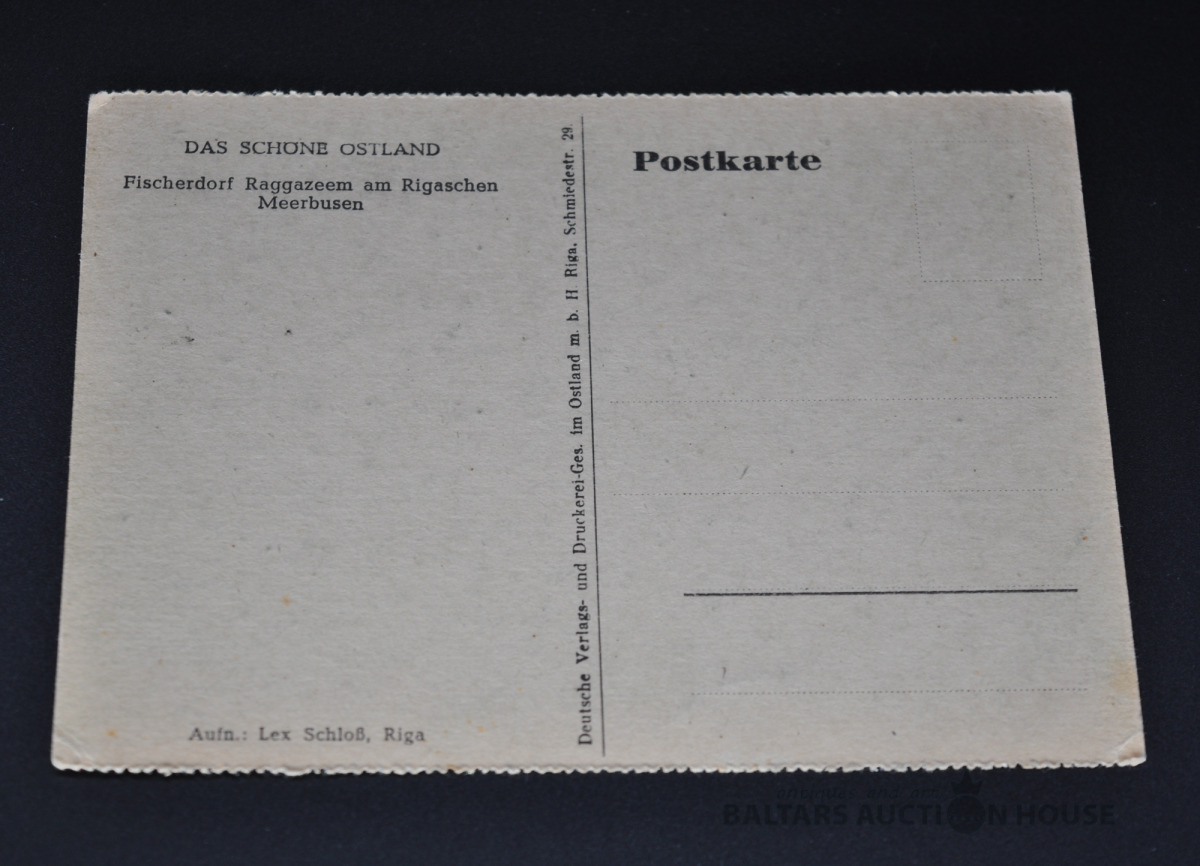 DAS SCHÖNE OSTLAND
Fischerdorf Raggazeem am Rigaschen
Meerbusen
Aufn.: Lex Schloß, Riga
Deutsche Verlags- und Druckerei-Ges. im Ostland m. b. H. Riga, Schmiedestr. 29.
Postkarte
BALTARS AUCTION HOUSE